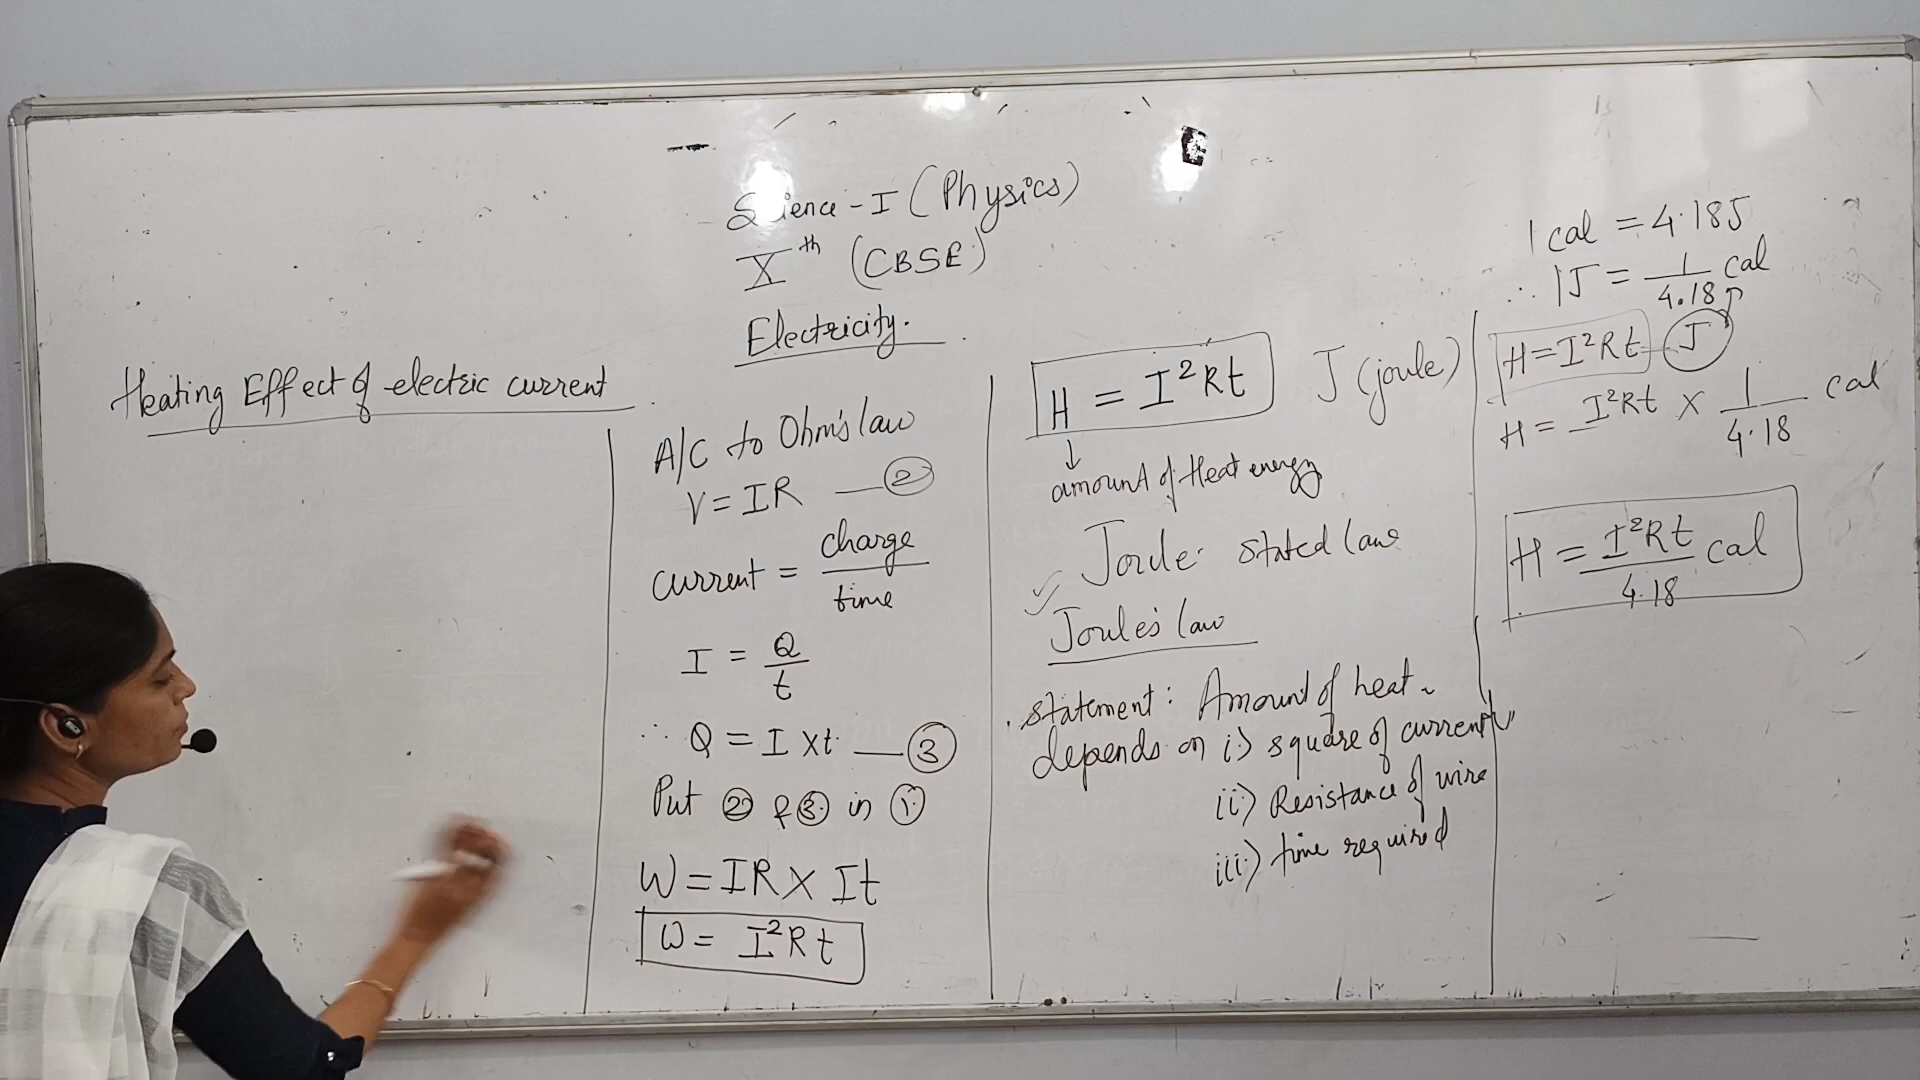 Science - I (Physics)
Xth (CBSE)
Electricity.
Heating Effect of electric current
A/C to Ohm's law
V = IR — ②
current = charge / time
I = Q / t
∴ Q = I x t — ③
Put ② & ③ in ①
W = IR X It
W = I²Rt
H = I²Rt J (joule)
↓
amount of Heat energy
Joule stated law
Joule's law
statement : Amount of heat
depends on i) square of current
ii) Resistance of wire
iii) time required
1 cal = 4.18 J
∴ 1J = 1 / 4.18 cal
H = I²Rt J
H = I²Rt X 1 / 4.18 cal
H = I²Rt / 4.18 cal